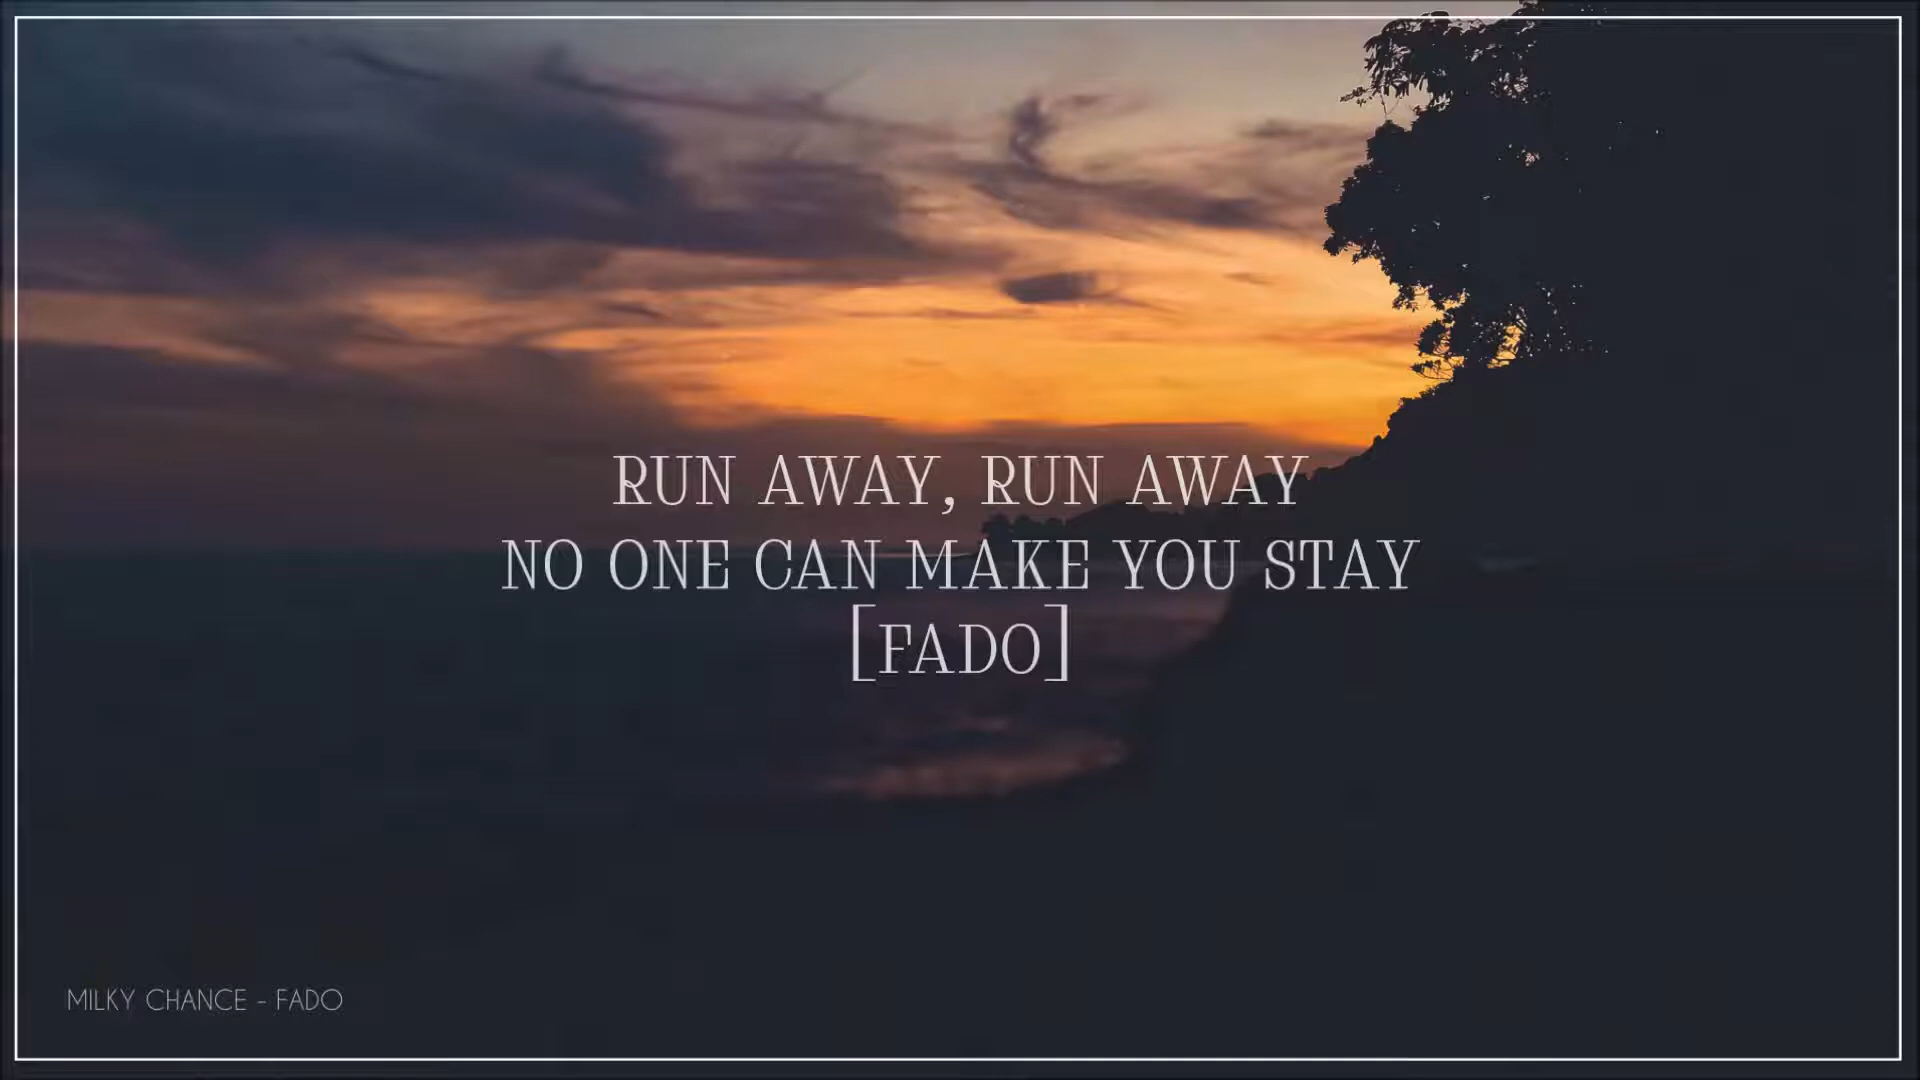 RUN AWAY, RUN AWAY
NO ONE CAN MAKE YOU STAY
[FADO]
MILKY CHANCE - FADO